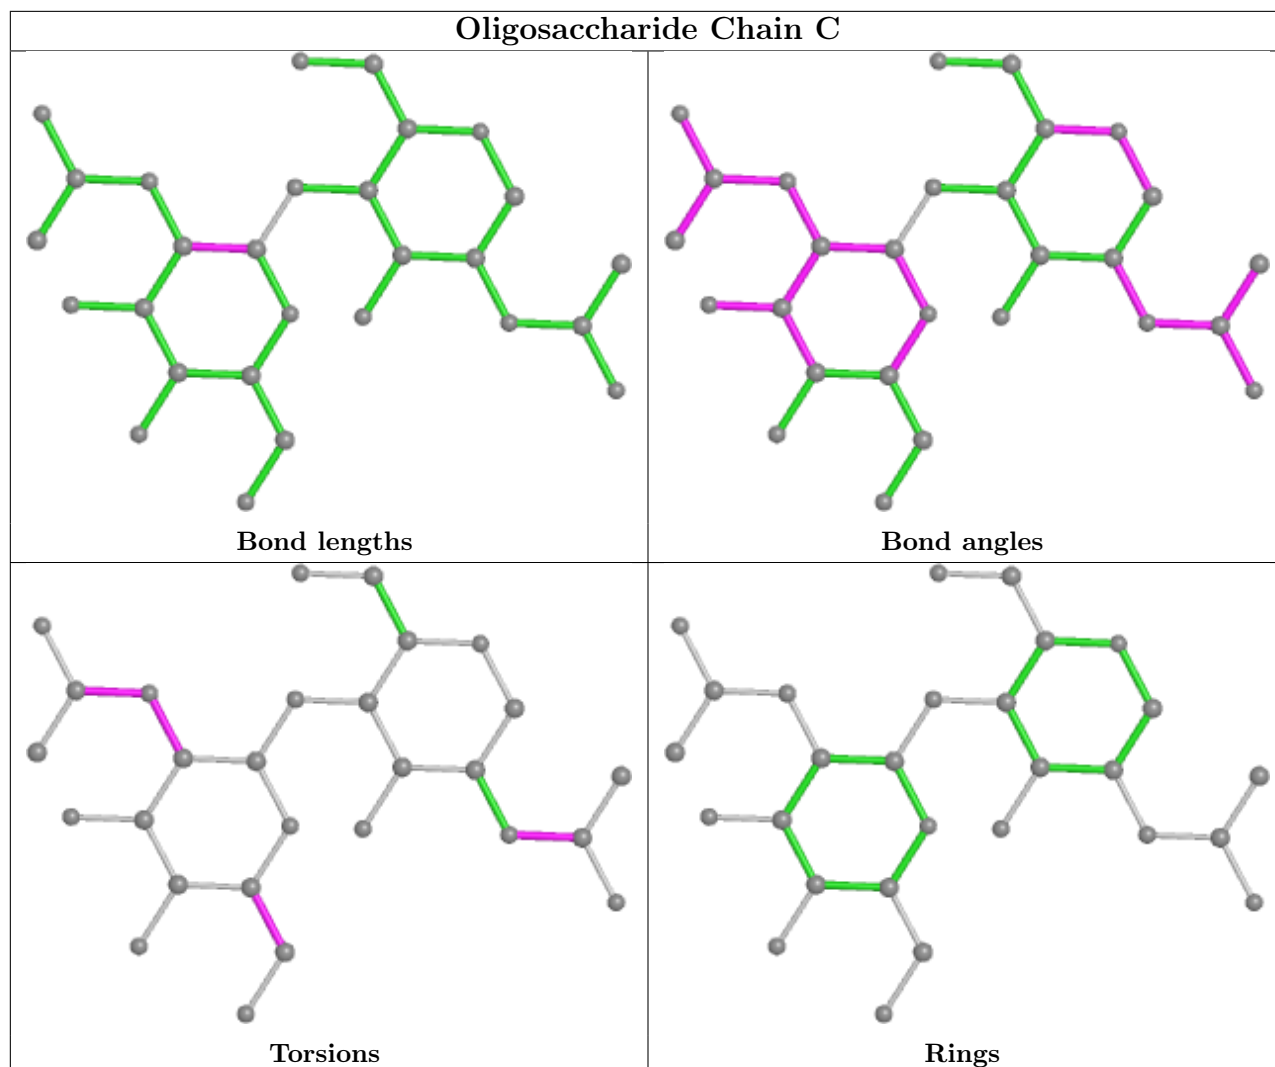 Oligosaccharide Chain C
Bond lengths
Bond angles
Torsions
Rings